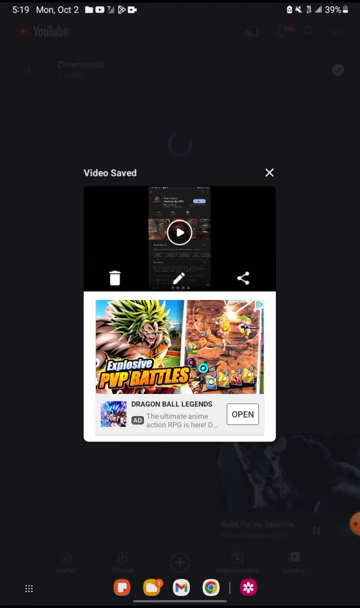 5:19 Mon, Oct 2
39%
YouTube
Downloads
Video Saved
Explosive
PVP BATTLES
DRAGON BALL LEGENDS
AD The ultimate anime
action RPG is here! D...
OPEN
Home
Library